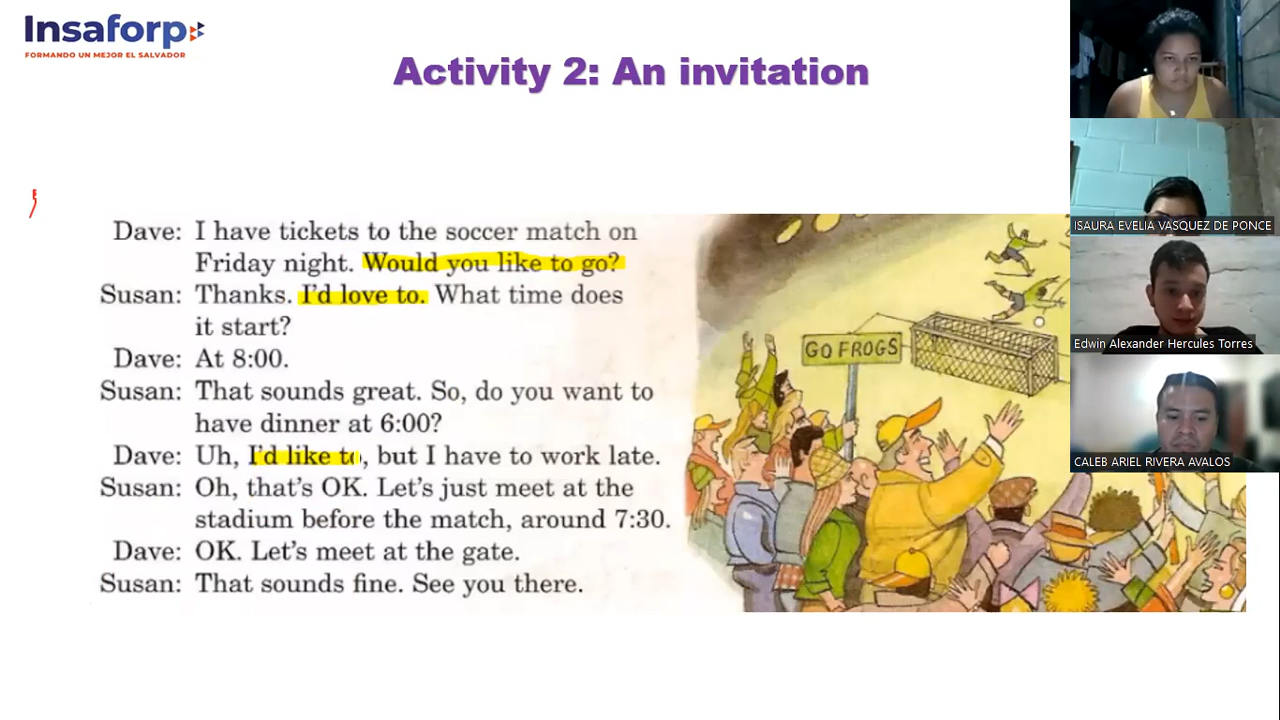 Insaforp
FORMANDO UN MEJOR EL SALVADOR
Activity 2: An invitation
Dave: I have tickets to the soccer match on
Friday night. Would you like to go?
Susan: Thanks. I'd love to. What time does
it start?
Dave: At 8:00.
Susan: That sounds great. So, do you want to
have dinner at 6:00?
Dave: Uh, I'd like to, but I have to work late.
Susan: Oh, that's OK. Let's just meet at the
stadium before the match, around 7:30.
Dave: OK. Let's meet at the gate.
Susan: That sounds fine. See you there.
GO FROGS
ISAURA EVELIA VASQUEZ DE PONCE
Edwin Alexander Hercules Torres
CALEB ARIEL RIVERA AVALOS